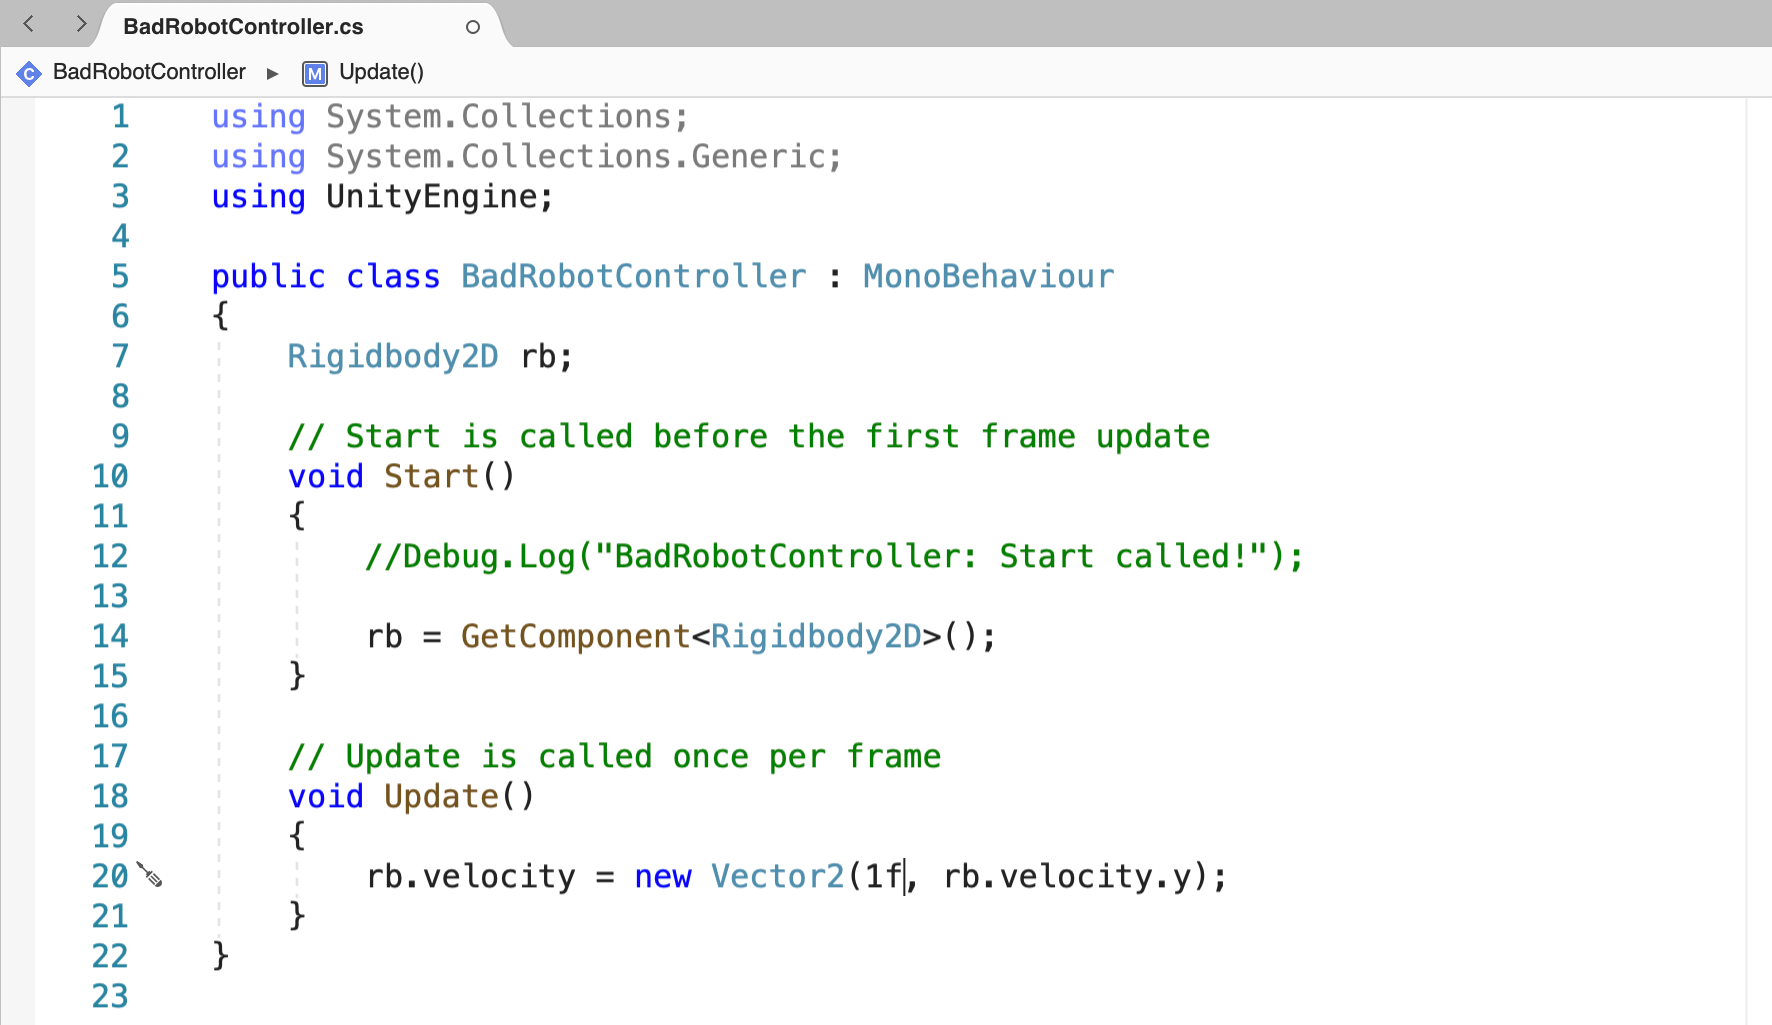 BadRobotController.cs
C BadRobotController ▶ M Update()
1 using System.Collections;
2 using System.Collections.Generic;
3 using UnityEngine;
4
5 public class BadRobotController : MonoBehaviour
6 {
7     Rigidbody2D rb;
8
9     // Start is called before the first frame update
10     void Start()
11     {
12         //Debug.Log("BadRobotController: Start called!");
13
14         rb = GetComponent<Rigidbody2D>();
15     }
16
17     // Update is called once per frame
18     void Update()
19     {
20         rb.velocity = new Vector2(1f, rb.velocity.y);
21     }
22 }
23